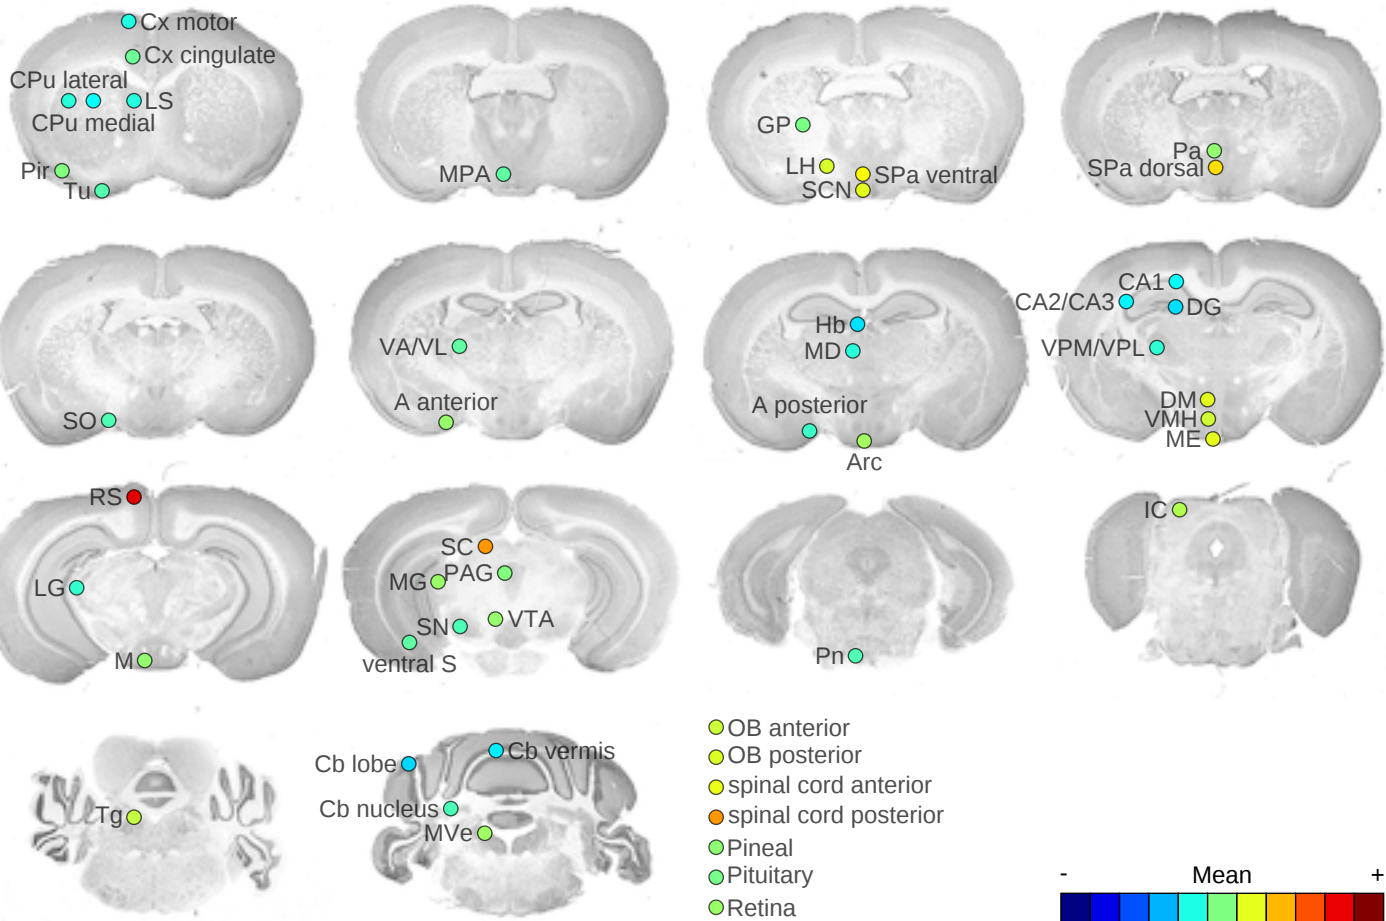 Cx motor
Cx cingulate
CPu lateral
LS
CPu medial
Pir
Tu
MPA
GP
LH
SPa ventral
SCN
Pa
SPa dorsal
SO
VA/VL
A anterior
Hb
MD
A posterior
Arc
CA1
CA2/CA3
DG
VPM/VPL
DM
VMH
ME
RS
LG
M
SC
PAG
MG
VTA
SN
ventral S
Pn
IC
Tg
Cb vermis
Cb lobe
Cb nucleus
MVe
OB anterior
OB posterior
spinal cord anterior
spinal cord posterior
Pineal
Pituitary
Retina
- Mean +